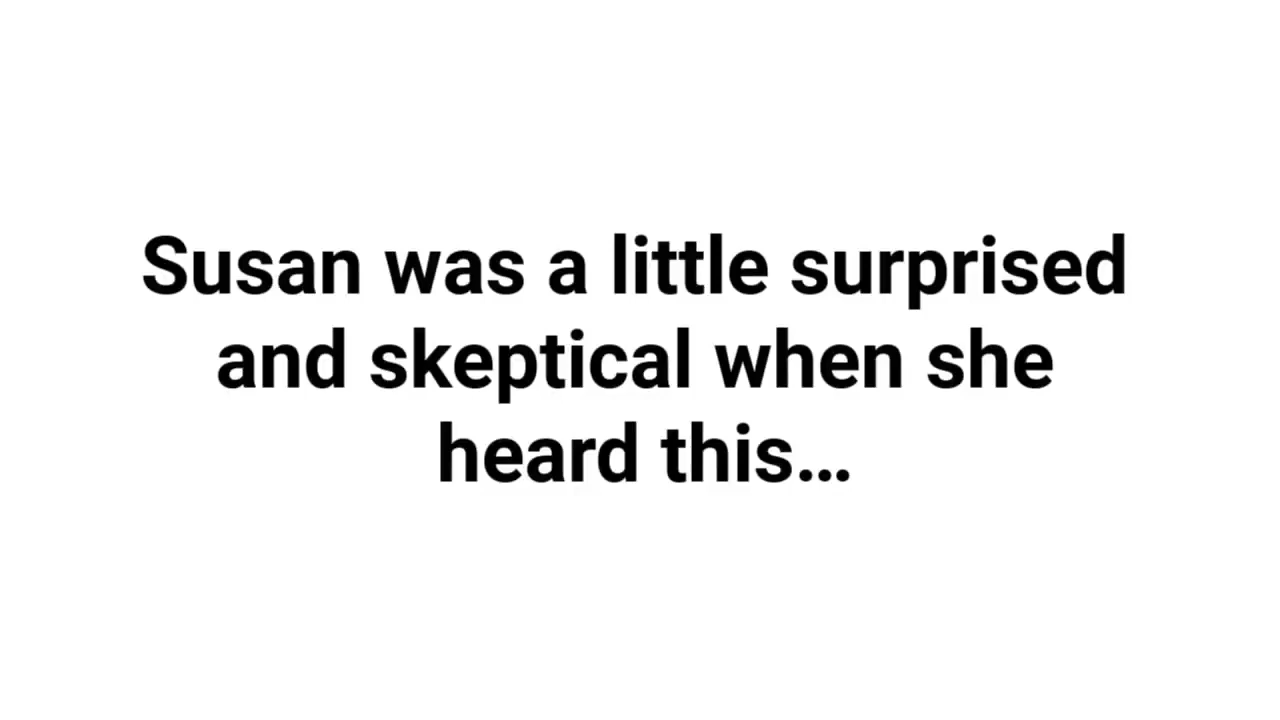 Susan was a little surprised
and skeptical when she
heard this...